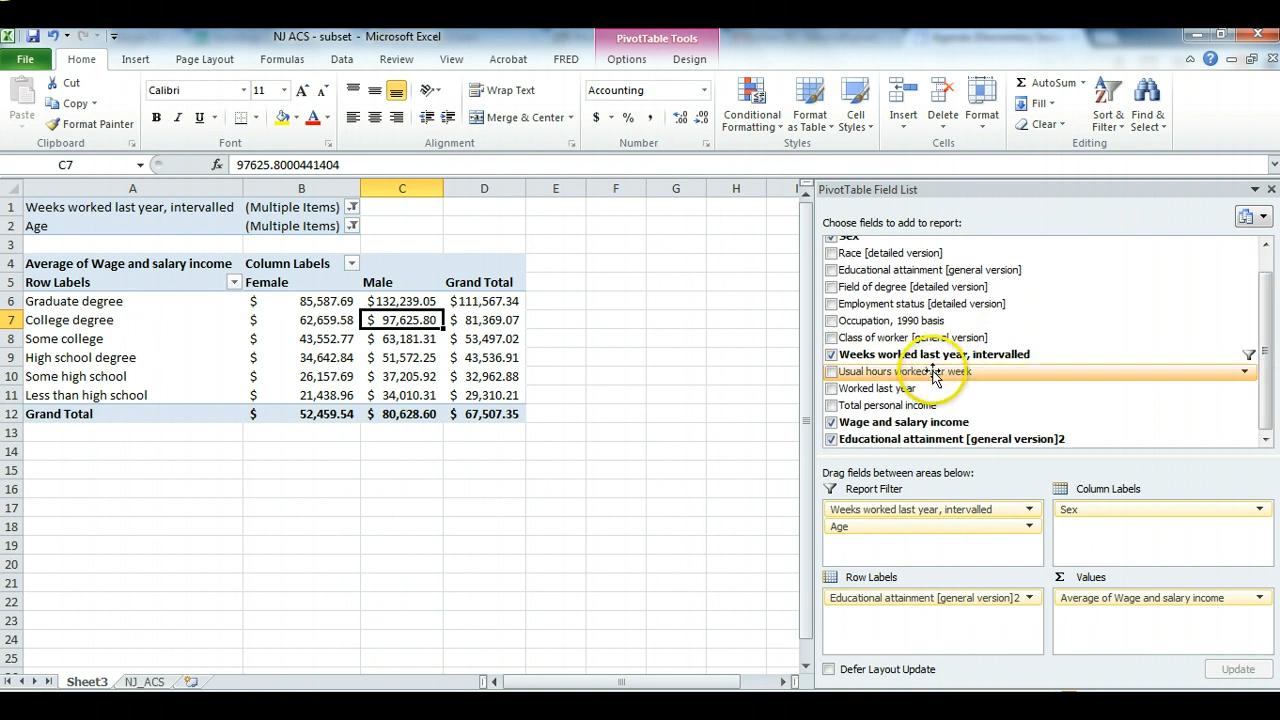 NJ ACS - subset - Microsoft Excel
PivotTable Tools
File Home Insert Page Layout Formulas Data Review View Acrobat FRED Options Design
Paste
Cut
Copy
Format Painter
Clipboard
Calibri 11
B I U
Font
Wrap Text
Merge & Center
Alignment
Accounting
$ % ,
Number
Conditional Formatting
Format as Table
Cell Styles
Styles
Insert
Delete
Format
Cells
AutoSum
Fill
Clear
Sort & Filter
Find & Select
Editing
C7 97625.8000441404
A B C D E F G H I
1 Weeks worked last year, intervalled (Multiple Items)
2 Age (Multiple Items)
3
4 Average of Wage and salary income Column Labels
5 Row Labels Female Male Grand Total
6 Graduate degree $ 85,587.69 $132,239.05 $111,567.34
7 College degree $ 62,659.58 $ 97,625.80 $ 81,369.07
8 Some college $ 43,552.77 $ 63,181.31 $ 53,497.02
9 High school degree $ 34,642.84 $ 51,572.25 $ 43,536.91
10 Some high school $ 26,157.69 $ 37,205.92 $ 32,962.88
11 Less than high school $ 21,438.96 $ 34,010.31 $ 29,310.21
12 Grand Total $ 52,459.54 $ 80,628.60 $ 67,507.35
13
14
15
16
17
18
19
20
21
22
23
24
25
Sheet3 NJ_ACS
PivotTable Field List
Choose fields to add to report:
Sex
Race [detailed version]
Educational attainment [general version]
Field of degree [detailed version]
Employment status [detailed version]
Occupation, 1990 basis
Class of worker [general version]
Weeks worked last year, intervalled
Usual hours worked per week
Worked last year
Total personal income
Wage and salary income
Educational attainment [general version]2
Drag fields between areas below:
Report Filter
Weeks worked last year, intervalled
Age
Column Labels
Sex
Row Labels
Educational attainment [general version]2
Σ Values
Average of Wage and salary income
Defer Layout Update
Update